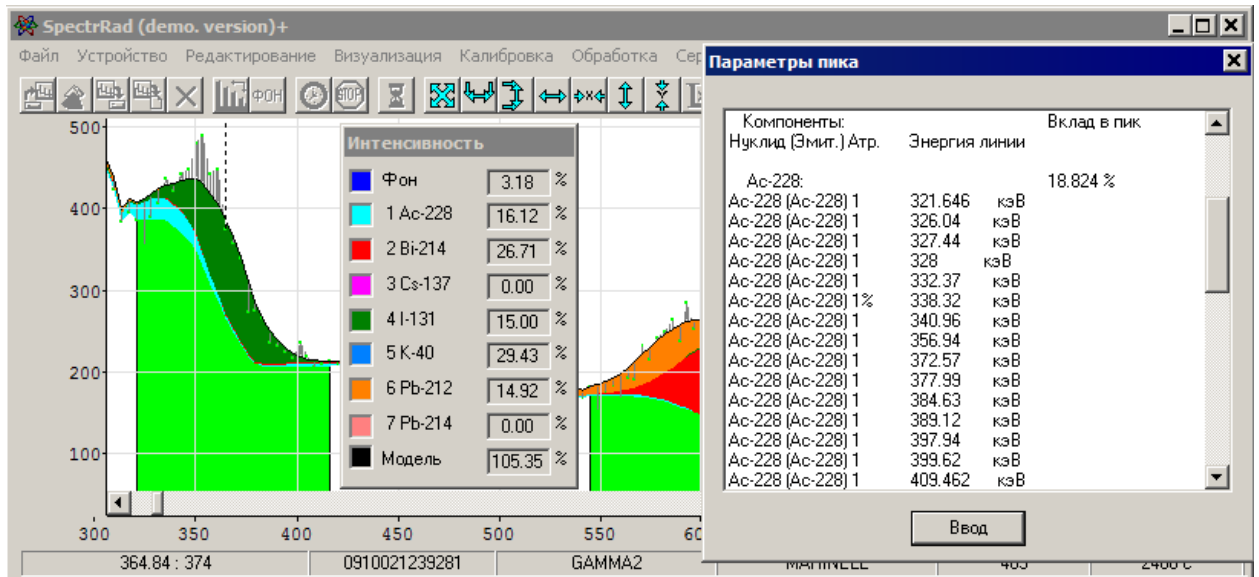 SpectrRad (demo. version)+
Файл Устройство Редактирование Визуализация Калибровка Обработка
ФОН STOP
500
400
300
200
100
Интенсивность
Фон 3.18 %
1 Ac-228 16.12 %
2 Bi-214 26.71 %
3 Cs-137 0.00 %
4 I-131 15.00 %
5 K-40 29.43 %
6 Pb-212 14.92 %
7 Pb-214 0.00 %
Модель 105.35 %
300 350 400 450 500 550
364.84 : 374 0910021239281 GAMMA2
Параметры пика
Компоненты: Вклад в пик
Нуклид (Эмит.) Атр. Энергия линии
Ac-228: 18.824 %
Ac-228 (Ac-228) 1 321.646 кэВ
Ac-228 (Ac-228) 1 326.04 кэВ
Ac-228 (Ac-228) 1 327.44 кэВ
Ac-228 (Ac-228) 1 328 кэВ
Ac-228 (Ac-228) 1 332.37 кэВ
Ac-228 (Ac-228) 1% 338.32 кэВ
Ac-228 (Ac-228) 1 340.96 кэВ
Ac-228 (Ac-228) 1 356.94 кэВ
Ac-228 (Ac-228) 1 372.57 кэВ
Ac-228 (Ac-228) 1 377.99 кэВ
Ac-228 (Ac-228) 1 384.63 кэВ
Ac-228 (Ac-228) 1 389.12 кэВ
Ac-228 (Ac-228) 1 397.94 кэВ
Ac-228 (Ac-228) 1 399.62 кэВ
Ac-228 (Ac-228) 1 409.462 кэВ
Ввод